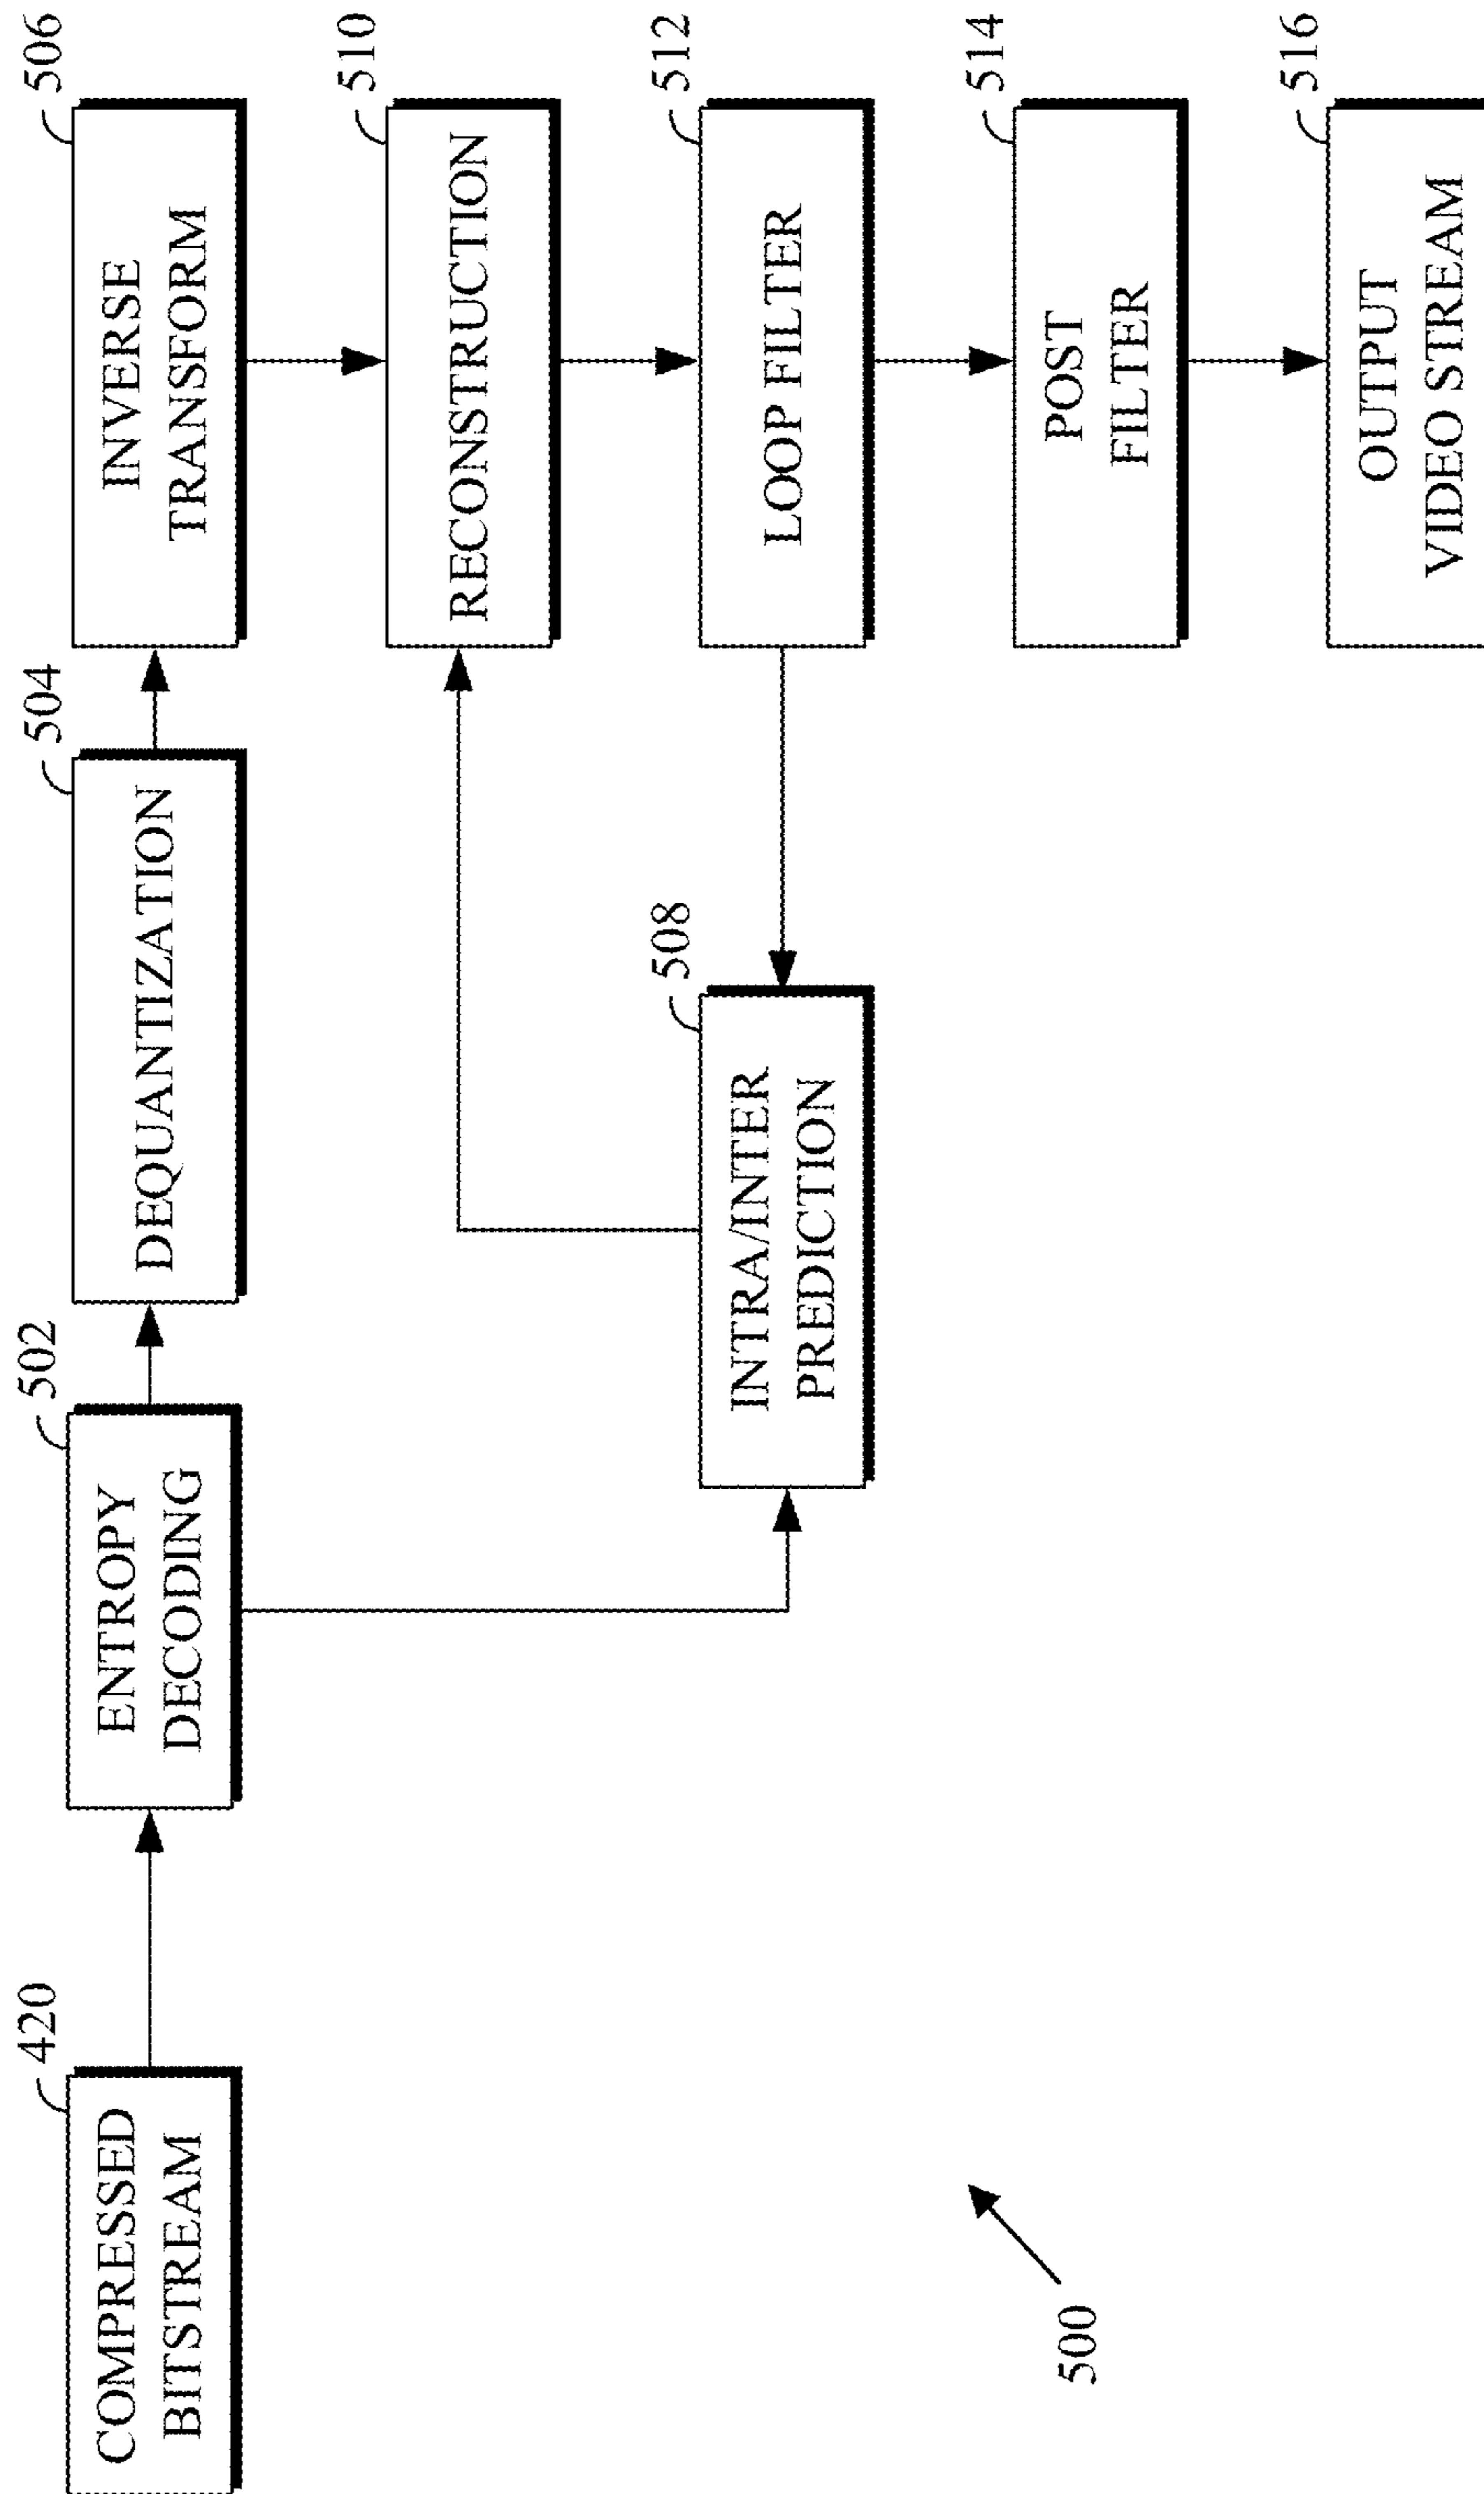 420
COMPRESSED
BITSTREAM
502
ENTROPY
DECODING
504
DEQUANTIZATION
506
INVERSE
TRANSFORM
510
RECONSTRUCTION
508
INTRA/INTER
PREDICTION
512
LOOP FILTER
514
POST
FILTER
516
OUTPUT
VIDEO STREAM
500